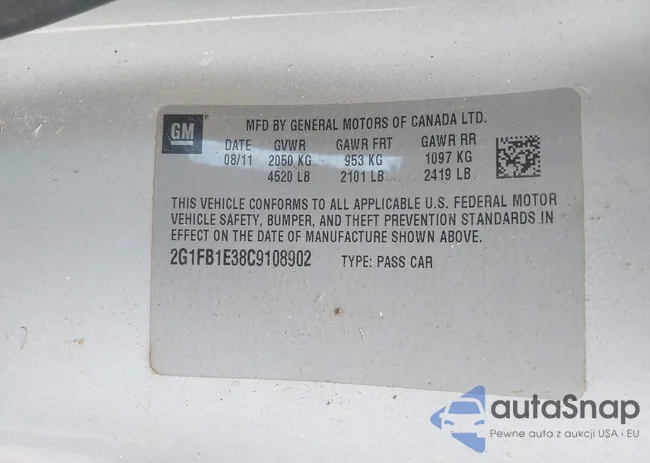 GM
MFD BY GENERAL MOTORS OF CANADA LTD.
DATE GVWR GAWR FRT GAWR RR
08/11 2050 KG 953 KG 1097 KG
4520 LB 2101 LB 2419 LB
THIS VEHICLE CONFORMS TO ALL APPLICABLE U.S. FEDERAL MOTOR
VEHICLE SAFETY, BUMPER, AND THEFT PREVENTION STANDARDS IN
EFFECT ON THE DATE OF MANUFACTURE SHOWN ABOVE.
2G1FB1E38C9108902 TYPE: PASS CAR
autaSnap
Pewne auta z aukcji USA i EU